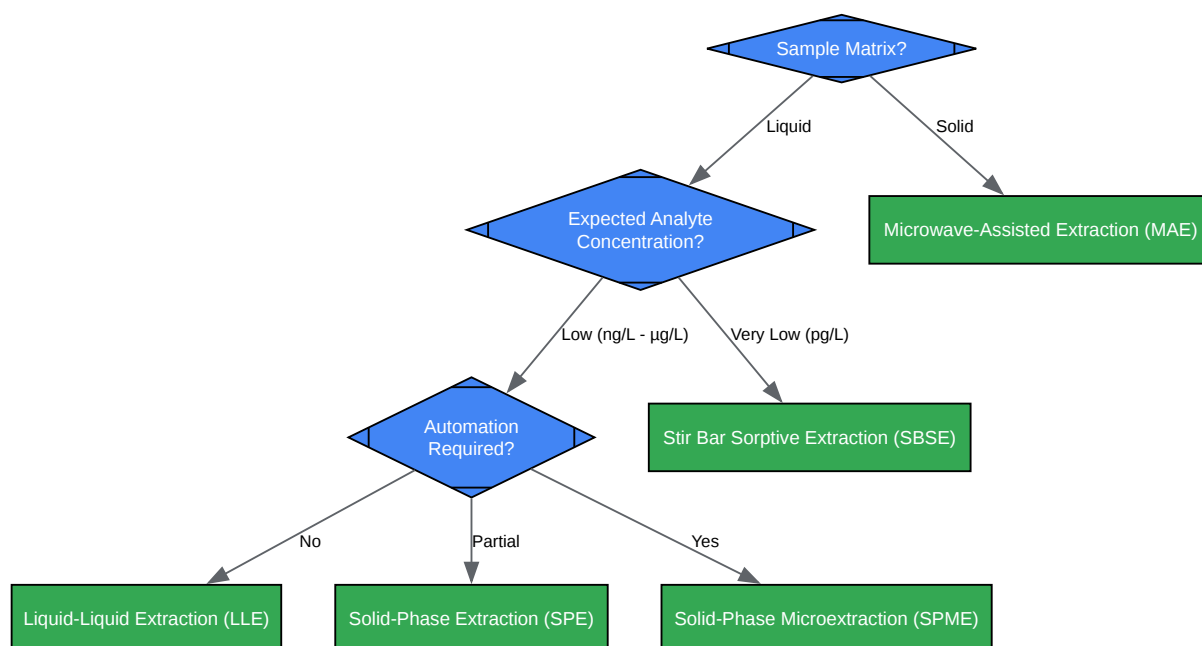 Sample Matrix?
Liquid
Solid
Expected Analyte
Concentration?
Microwave-Assisted Extraction (MAE)
Low (ng/L - µg/L)
Very Low (pg/L)
Automation
Required?
Stir Bar Sorptive Extraction (SBSE)
No
Partial
Yes
Liquid-Liquid Extraction (LLE)
Solid-Phase Extraction (SPE)
Solid-Phase Microextraction (SPME)